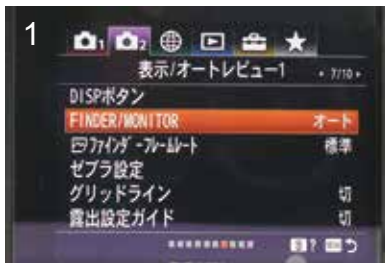 1
1 2
表示/オートレビュー1 7/10
DISPボタン
FINDER/MONITOR オート
ファインダーフレームレート 標準
ゼブラ設定
グリッドライン 切
露出設定ガイド 切
?